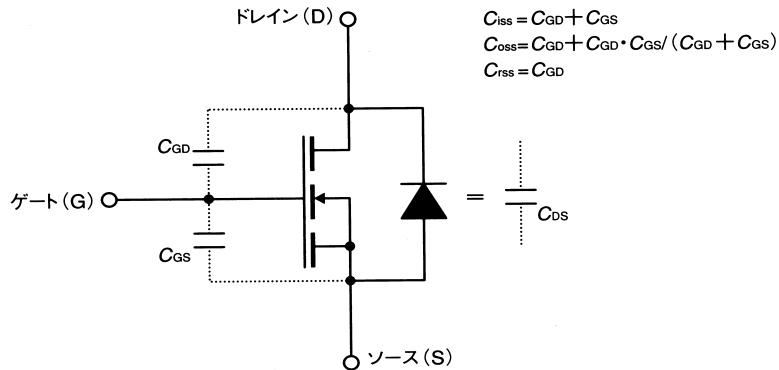 ドレイン(D)
Ciss=CGD+CGS
Coss=CGD+CGD・CGS/(CGD+CGS)
Crss=CGD
CGD
ゲート(G)
=
CDS
CGS
ソース(S)